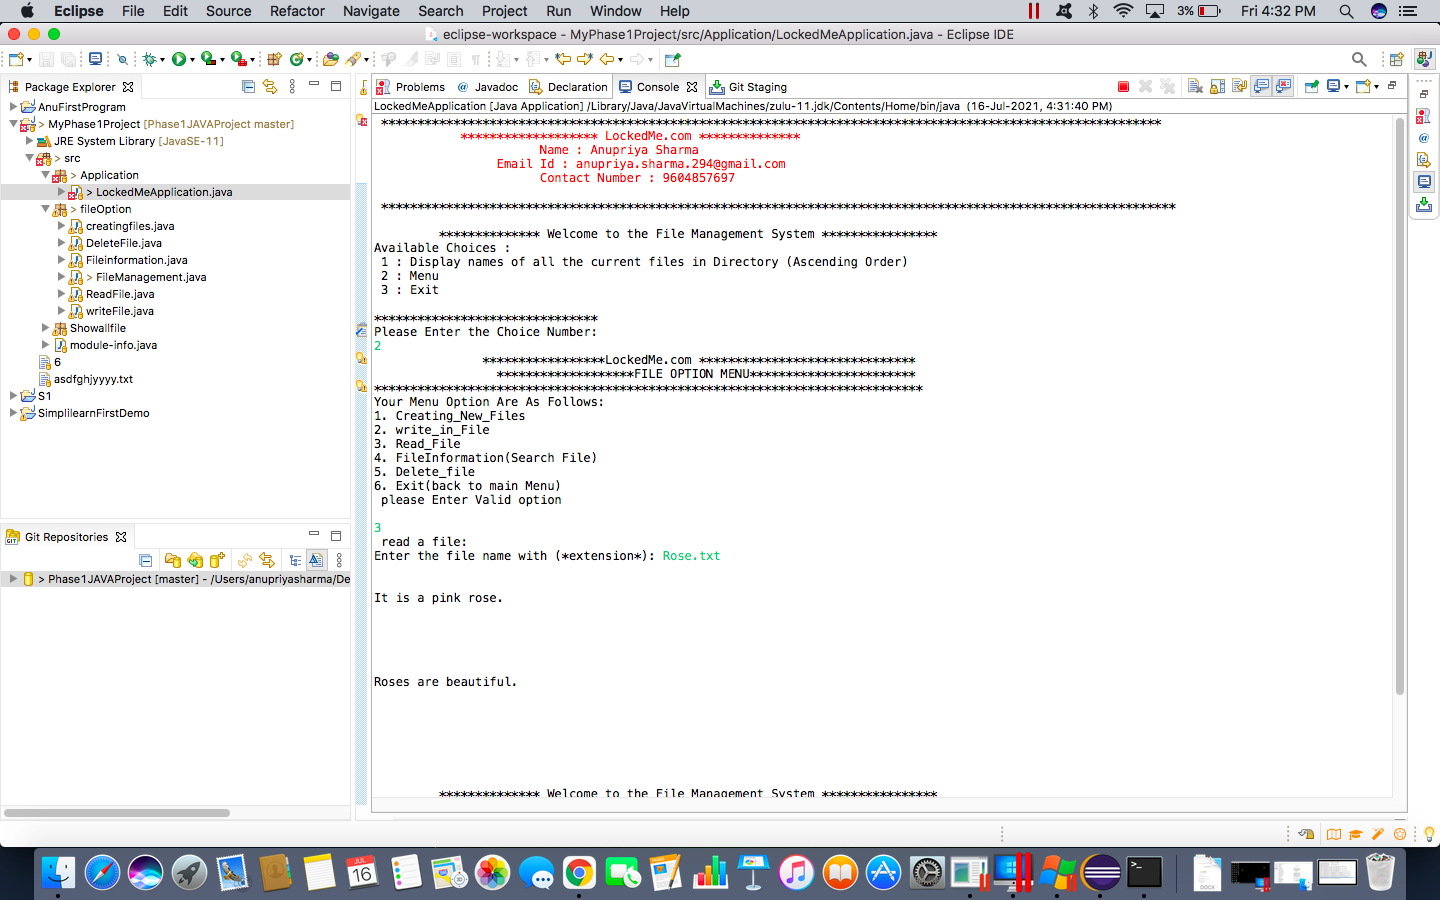 Eclipse File Edit Source Refactor Navigate Search Project Run Window Help 3% Fri 4:32 PM
eclipse-workspace - MyPhase1Project/src/Application/LockedMeApplication.java - Eclipse IDE
Package Explorer
AnuFirstProgram
> MyPhase1Project [Phase1JAVAProject master]
JRE System Library [JavaSE-11]
> src
> Application
> LockedMeApplication.java
> fileOption
creatingfiles.java
DeleteFile.java
Fileinformation.java
> FileManagement.java
ReadFile.java
writeFile.java
Showallfile
module-info.java
6
asdfghjyyyy.txt
S1
SimplilearnFirstDemo
Git Repositories
> Phase1JAVAProject [master] - /Users/anupriyasharma/De
Problems @ Javadoc Declaration Console Git Staging
LockedMeApplication [Java Application] /Library/Java/JavaVirtualMachines/zulu-11.jdk/Contents/Home/bin/java (16-Jul-2021, 4:31:40 PM)
************************************************************************************************************
******************* LockedMe.com **************
Name : Anupriya Sharma
Email Id : anupriya.sharma.294@gmail.com
Contact Number : 9604857697
**************************************************************************************************************
************** Welcome to the File Management System ****************
Available Choices :
1 : Display names of all the current files in Directory (Ascending Order)
2 : Menu
3 : Exit
*******************************
Please Enter the Choice Number:
2
*****************LockedMe.com ******************************
*******************FILE OPTION MENU***********************
****************************************************************************
Your Menu Option Are As Follows:
1. Creating_New_Files
2. write_in_File
3. Read_File
4. FileInformation(Search File)
5. Delete_file
6. Exit(back to main Menu)
please Enter Valid option
3
read a file:
Enter the file name with (*extension*): Rose.txt
It is a pink rose.
Roses are beautiful.
************** Welcome to the File Management System ****************
JUL
16
DOCX